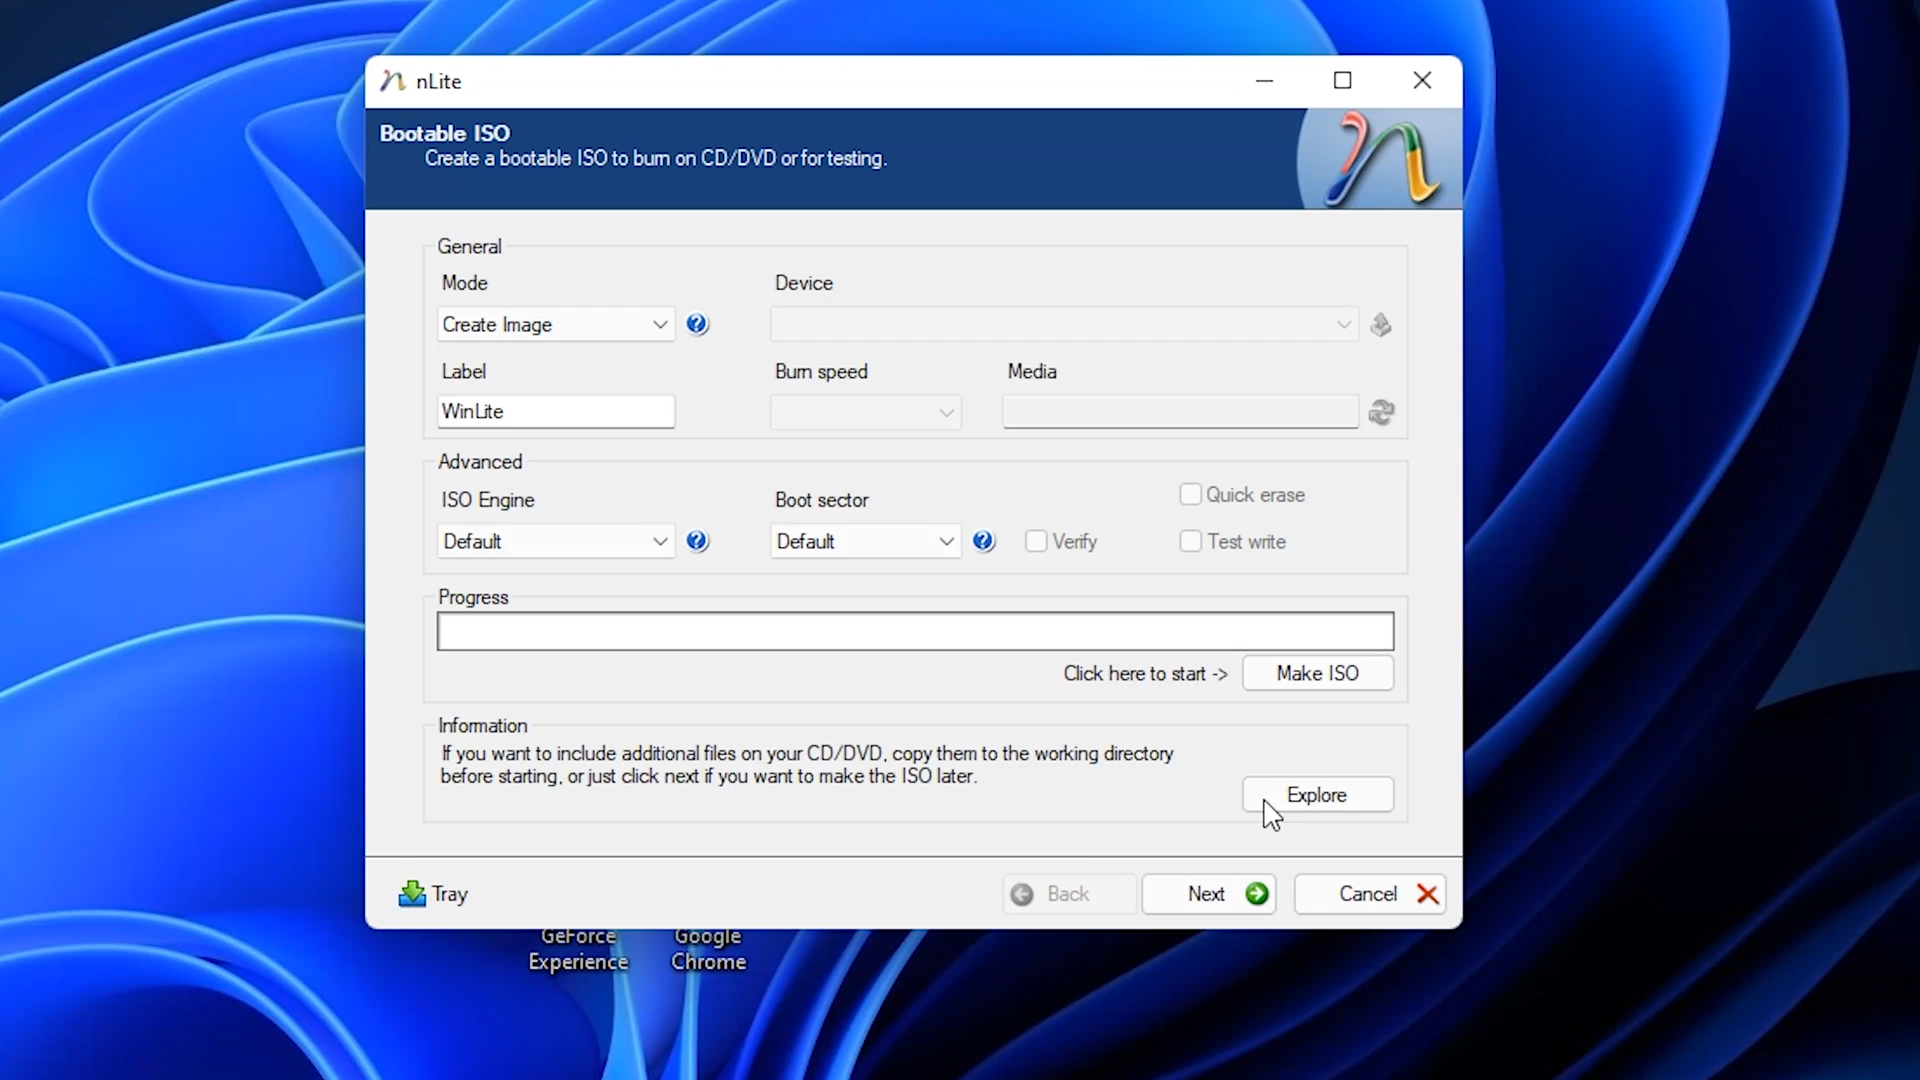 nLite
Bootable ISO
Create a bootable ISO to burn on CD/DVD or for testing.
General
Mode
Device
Create Image
Label
Burn speed
Media
WinLite
Advanced
ISO Engine
Boot sector
Quick erase
Default
Default
Verify
Test write
Progress
Click here to start ->
Make ISO
Information
If you want to include additional files on your CD/DVD, copy them to the working directory
before starting, or just click next if you want to make the ISO later.
Explore
Tray
Back
Next
Cancel
GeForce
Experience
Google
Chrome